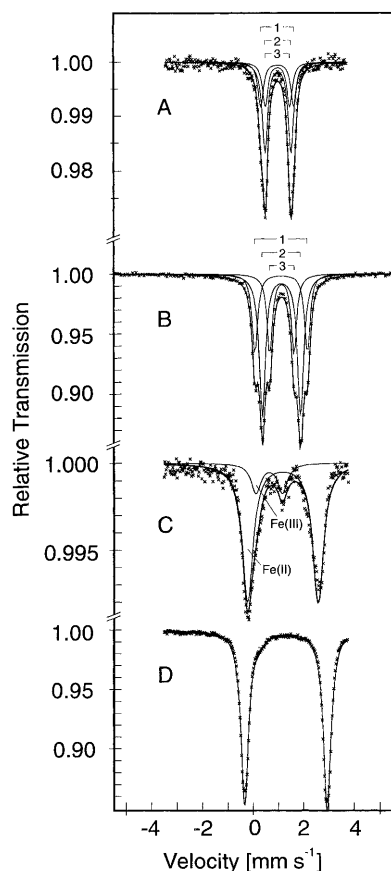 1
2
3
1.00
0.99
0.98
A
1
2
3
1.00
0.95
0.90
B
1.000
0.995
C
Fe(III)
Fe(II)
1.00
0.95
0.90
D
Relative Transmission
-4 -2 0 2 4
Velocity [mm s⁻¹]